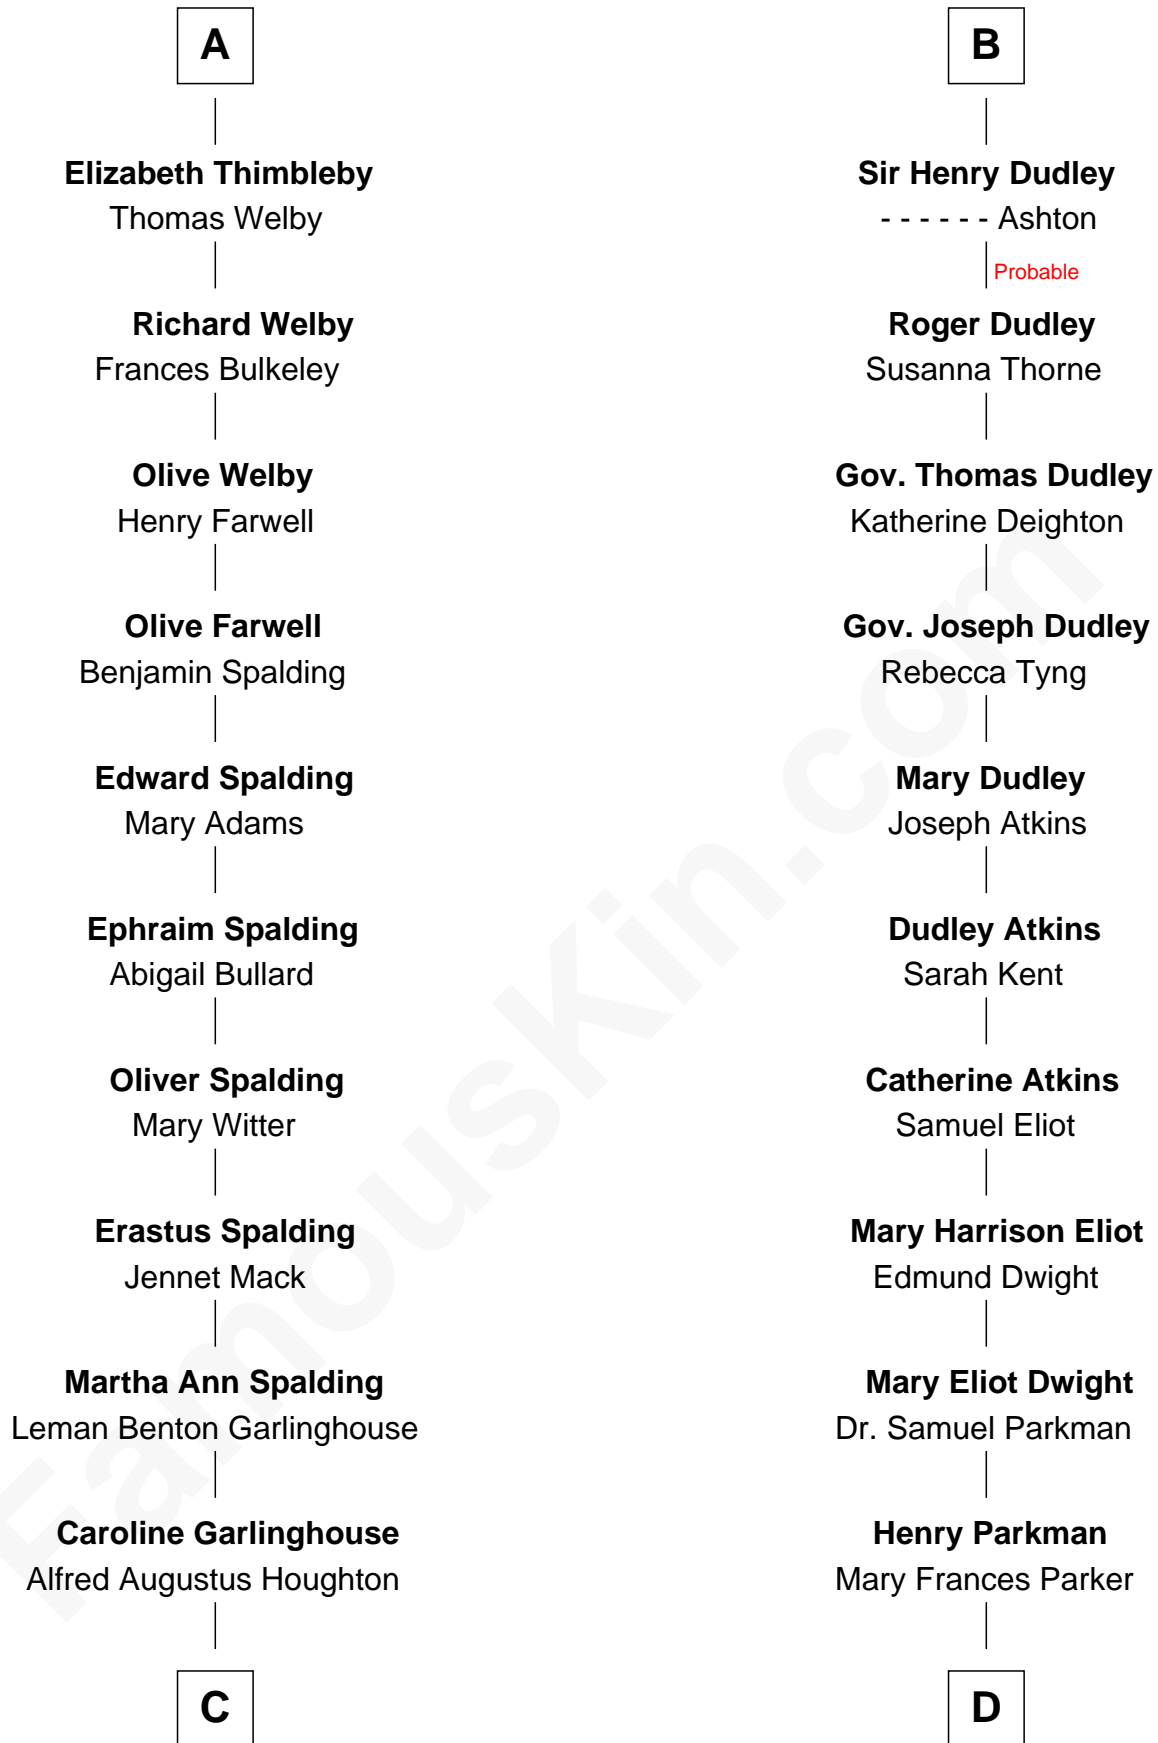 A
Elizabeth Thimbleby
Thomas Welby
Richard Welby
Frances Bulkeley
Olive Welby
Henry Farwell
Olive Farwell
Benjamin Spalding
Edward Spalding
Mary Adams
Ephraim Spalding
Abigail Bullard
Oliver Spalding
Mary Witter
Erastus Spalding
Jennet Mack
Martha Ann Spalding
Leman Benton Garlinghouse
Caroline Garlinghouse
Alfred Augustus Houghton
C
B
Sir Henry Dudley
- - - - - - Ashton
Probable
Roger Dudley
Susanna Thorne
Gov. Thomas Dudley
Katherine Deighton
Gov. Joseph Dudley
Rebecca Tyng
Mary Dudley
Joseph Atkins
Dudley Atkins
Sarah Kent
Catherine Atkins
Samuel Eliot
Mary Harrison Eliot
Edmund Dwight
Mary Eliot Dwight
Dr. Samuel Parkman
Henry Parkman
Mary Frances Parker
D
FamousKin.com